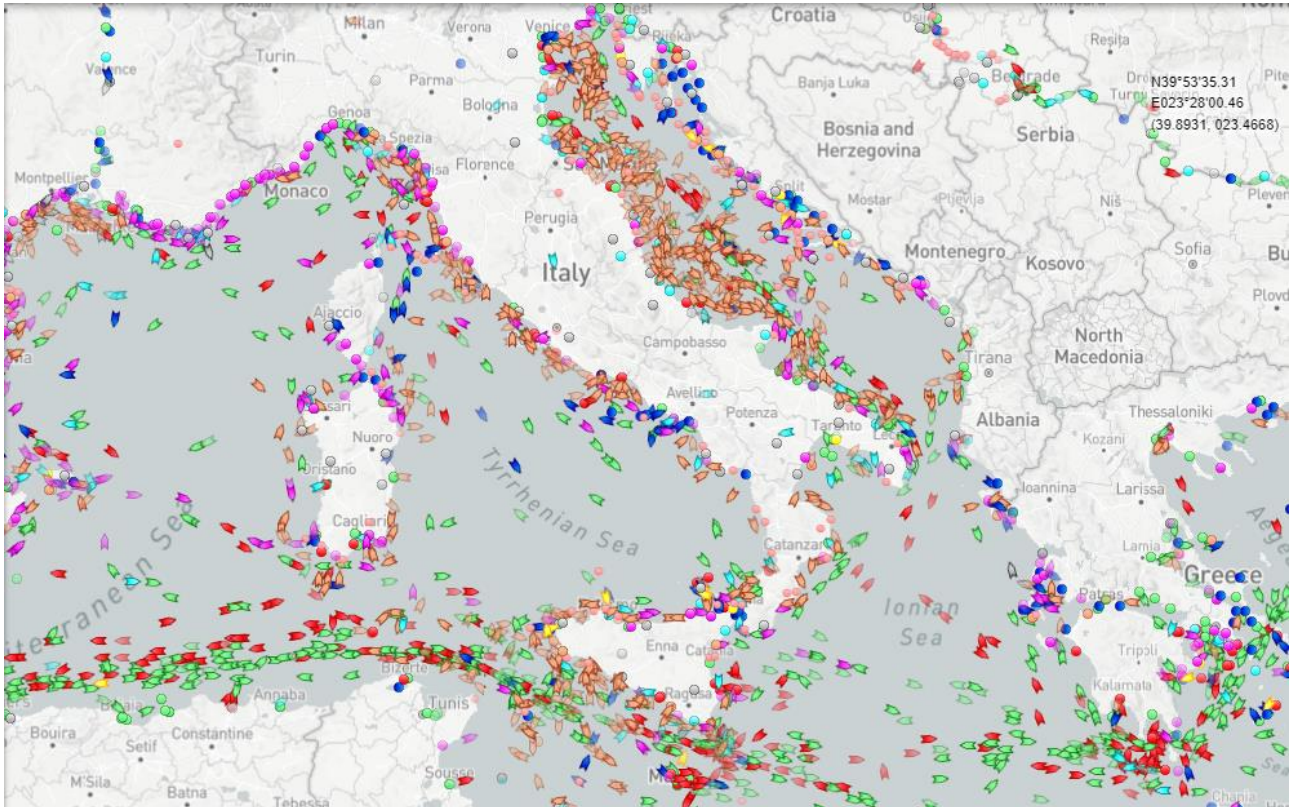 Croatia
Milan
Verona
Venice
Rijeka
Turin
Valence
Parma
Bologna
Banja Luka
Belgrade
Reșița
N39°53'35.31
E023°28'00.46
(39.8931, 023.4668)
Genoa
Spezia
Florence
Bosnia and
Herzegovina
Serbia
Montpellier
Monaco
Perugia
Split
Mostar
Pljevlja
Niš
Pleven
Sofia
Montenegro
Kosovo
Italy
Ajaccio
Campobasso
North
Macedonia
Tirana
Plovd
Avellino
Potenza
Taranto
Lecc
Albania
Thessaloniki
Kozani
Nuoro
Oristano
Cagliari
Tyrrhenian Sea
Ioannina
Larissa
Catanzar
Lamia
Greece
Ionian
Sea
Patras
Enna
Catania
Ragusa
Tripoli
Kalamata
Bizerte
Tunis
Annaba
Bouira
Setif
Constantine
M'Sila
Batna
Tebessa
Sousse
Chania